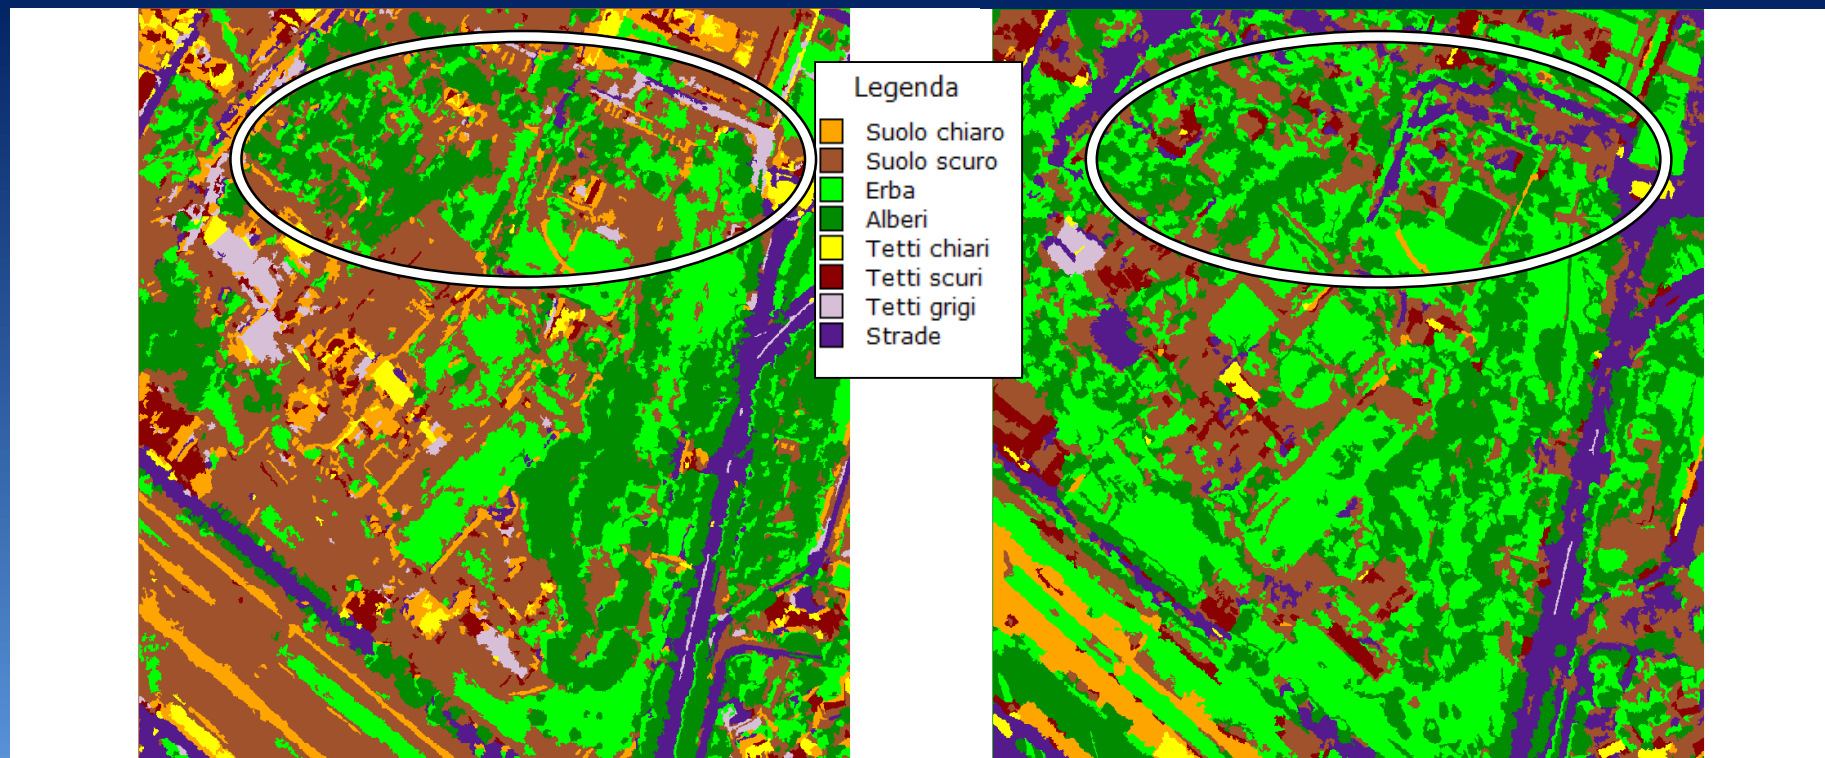 Legenda
Suolo chiaro
Suolo scuro
Erba
Alberi
Tetti chiari
Tetti scuri
Tetti grigi
Strade